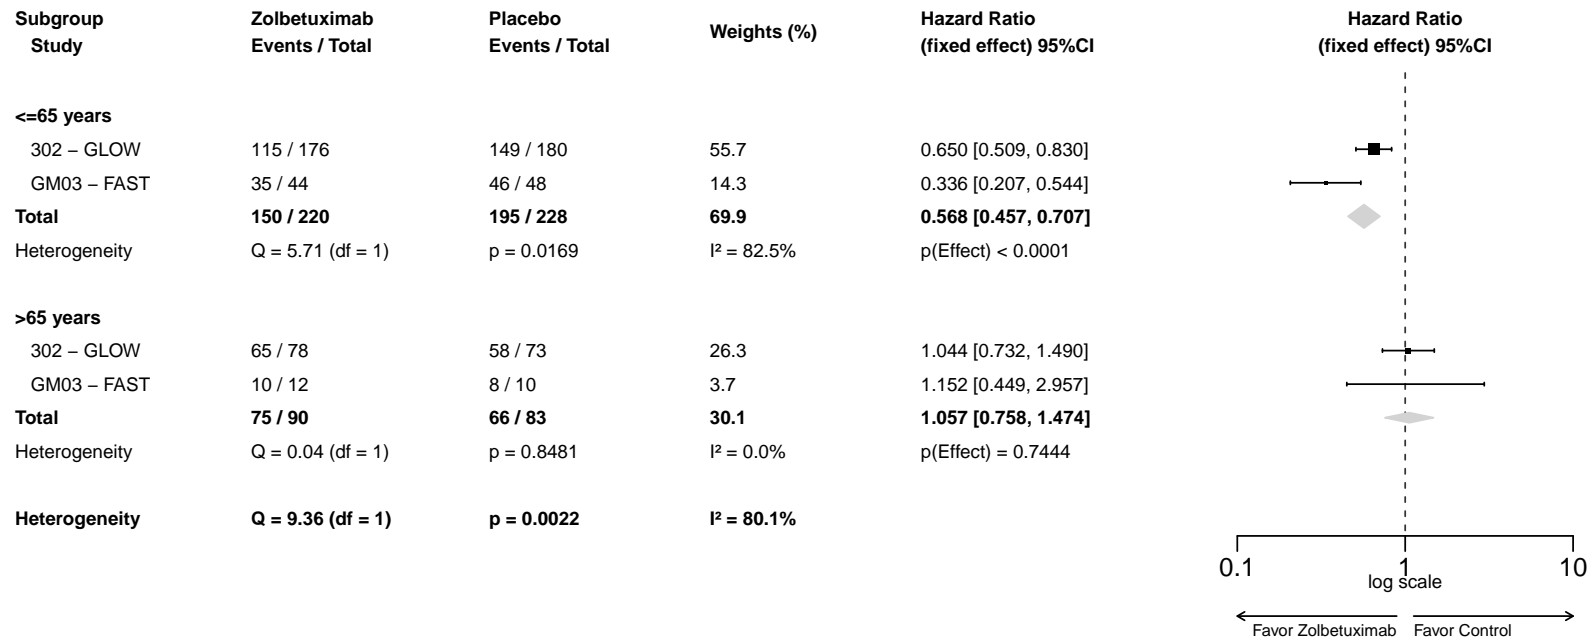 Subgroup Zolbetuximab Placebo Weights (%) Hazard Ratio Hazard Ratio
Study Events / Total Events / Total (fixed effect) 95%CI (fixed effect) 95%CI
<=65 years
302 – GLOW 115 / 176 149 / 180 55.7 0.650 [0.509, 0.830]
GM03 – FAST 35 / 44 46 / 48 14.3 0.336 [0.207, 0.544]
Total 150 / 220 195 / 228 69.9 0.568 [0.457, 0.707]
Heterogeneity Q = 5.71 (df = 1) p = 0.0169 I² = 82.5% p(Effect) < 0.0001
>65 years
302 – GLOW 65 / 78 58 / 73 26.3 1.044 [0.732, 1.490]
GM03 – FAST 10 / 12 8 / 10 3.7 1.152 [0.449, 2.957]
Total 75 / 90 66 / 83 30.1 1.057 [0.758, 1.474]
Heterogeneity Q = 0.04 (df = 1) p = 0.8481 I² = 0.0% p(Effect) = 0.7444
Heterogeneity Q = 9.36 (df = 1) p = 0.0022 I² = 80.1%
0.1 1 10
log scale
Favor Zolbetuximab Favor Control